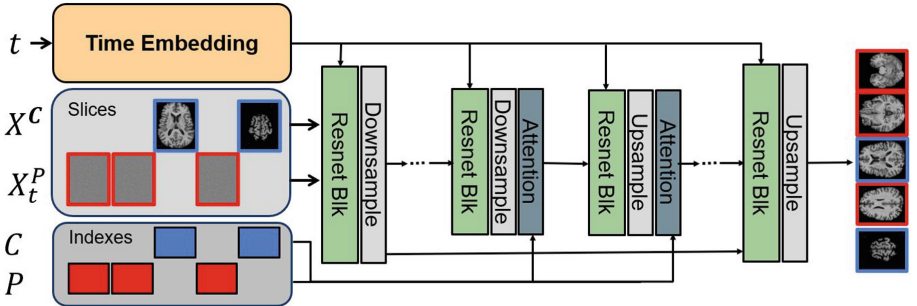 t
Time Embedding
Slices
X^C
X_t^P
Indexes
C
P
Resnet Blk
Downsample
...
Resnet Blk
Downsample
Attention
Resnet Blk
Upsample
Attention
...
Resnet Blk
Upsample